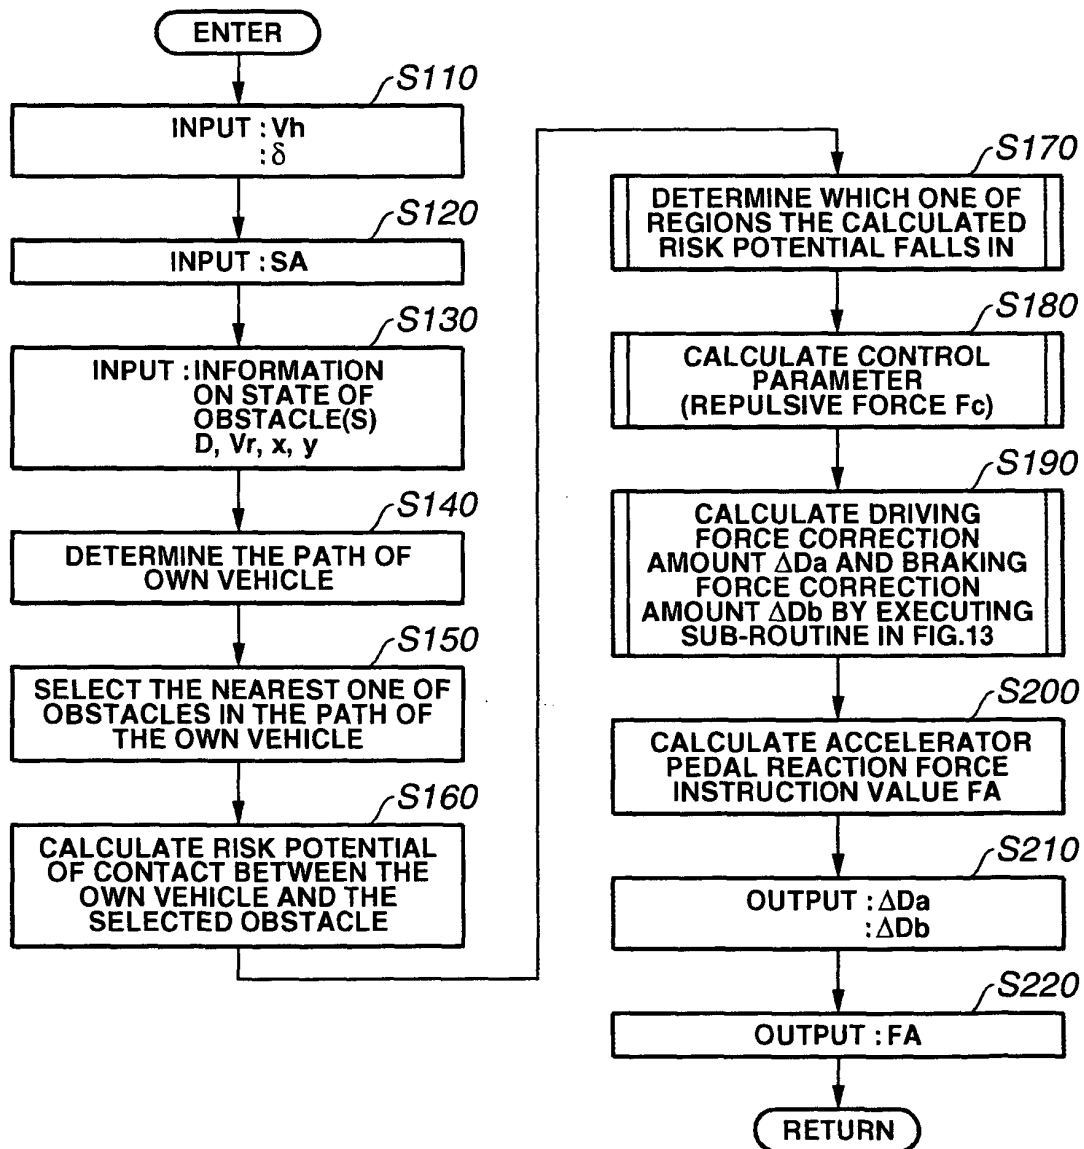 ENTER
S110
INPUT : Vh
: δ
S120
INPUT : SA
S130
INPUT : INFORMATION
ON STATE OF
OBSTACLE(S)
D, Vr, x, y
S140
DETERMINE THE PATH OF
OWN VEHICLE
S150
SELECT THE NEAREST ONE OF
OBSTACLES IN THE PATH OF
THE OWN VEHICLE
S160
CALCULATE RISK POTENTIAL
OF CONTACT BETWEEN THE
OWN VEHICLE AND THE
SELECTED OBSTACLE
S170
DETERMINE WHICH ONE OF
REGIONS THE CALCULATED
RISK POTENTIAL FALLS IN
S180
CALCULATE CONTROL
PARAMETER
(REPULSIVE FORCE Fc)
S190
CALCULATE DRIVING
FORCE CORRECTION
AMOUNT ΔDa AND BRAKING
FORCE CORRECTION
AMOUNT ΔDb BY EXECUTING
SUB-ROUTINE IN FIG.13
S200
CALCULATE ACCELERATOR
PEDAL REACTION FORCE
INSTRUCTION VALUE FA
S210
OUTPUT : ΔDa
: ΔDb
S220
OUTPUT : FA
RETURN